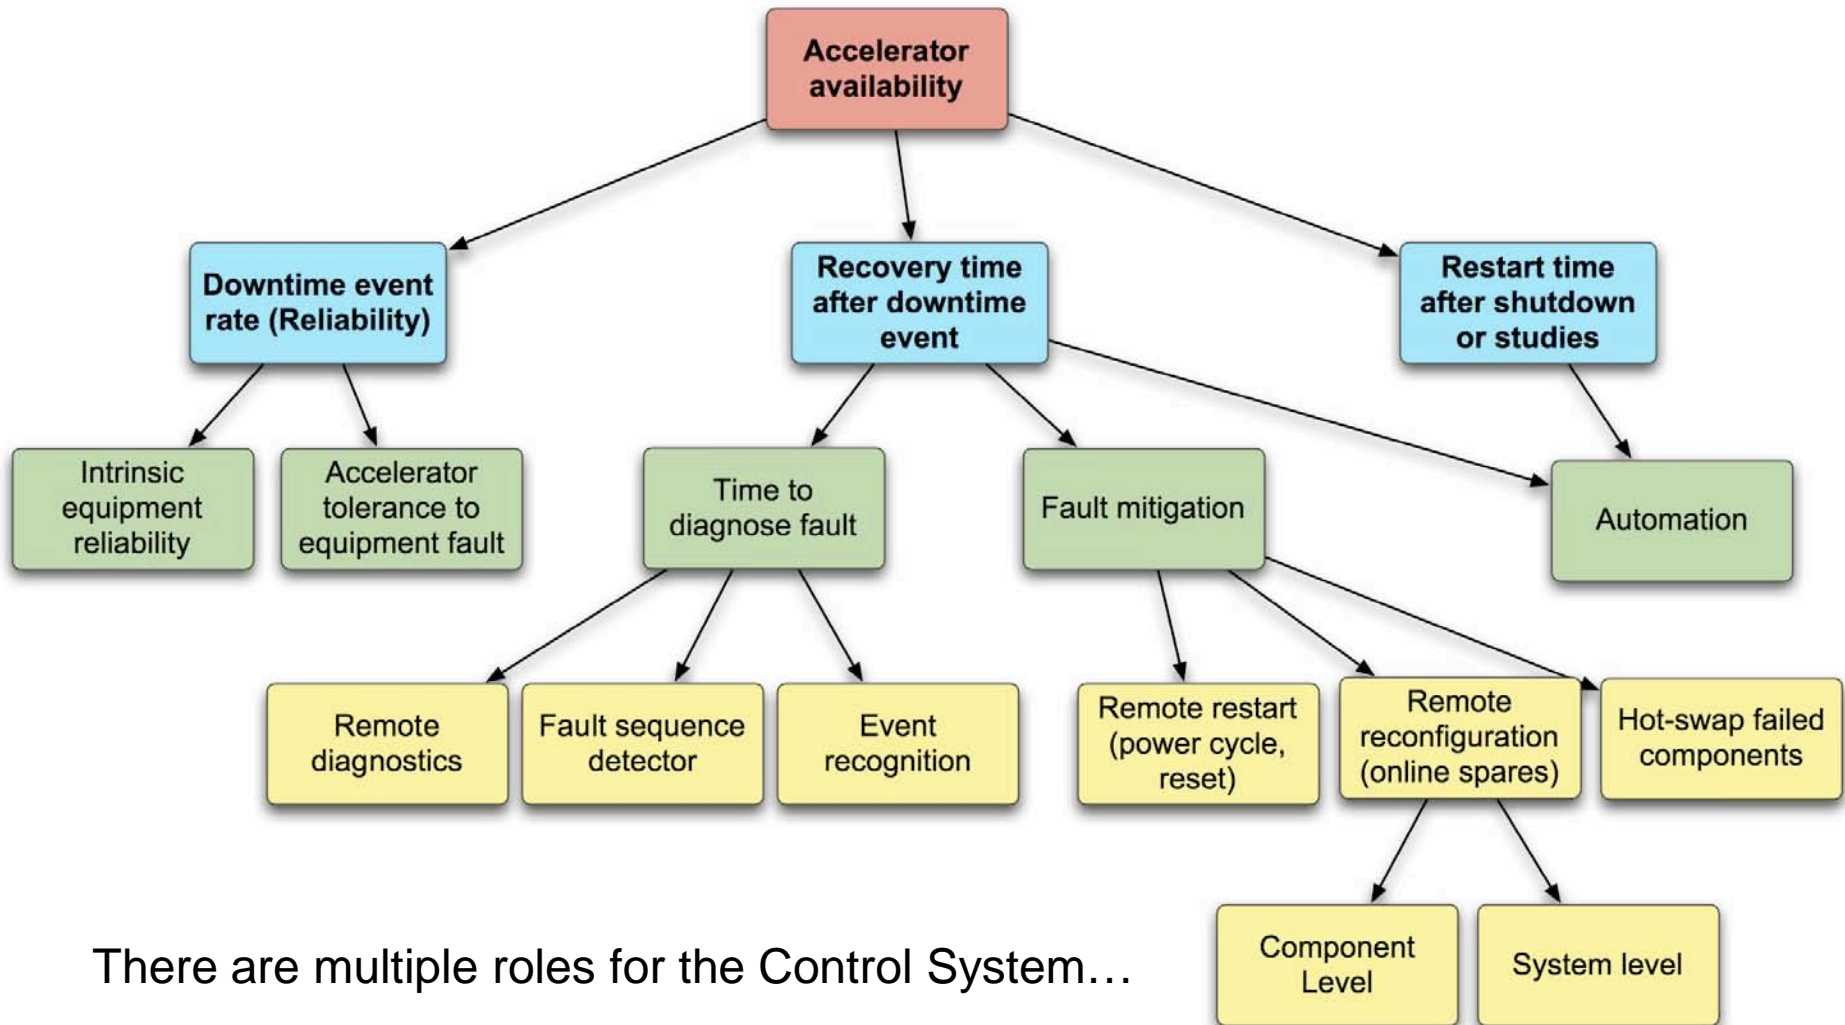 Accelerator
availability
Downtime event
rate (Reliability)
Recovery time
after downtime
event
Restart time
after shutdown
or studies
Intrinsic
equipment
reliability
Accelerator
tolerance to
equipment fault
Time to
diagnose fault
Fault mitigation
Automation
Remote
diagnostics
Fault sequence
detector
Event
recognition
Remote restart
(power cycle,
reset)
Remote
reconfiguration
(online spares)
Hot-swap failed
components
Component
Level
System level
There are multiple roles for the Control System…